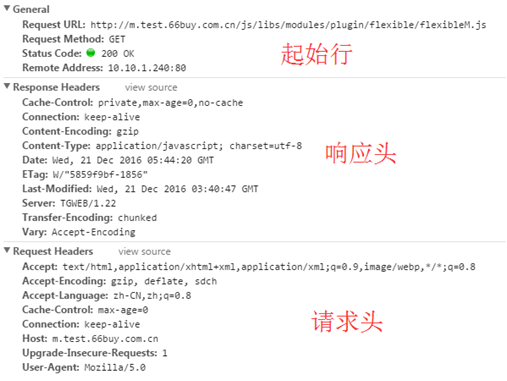 General
Request URL: http://m.test.66buy.com.cn/js/libs/modules/plugin/flexible/flexibleM.js
Request Method: GET
Status Code: 200 OK
Remote Address: 10.10.1.240:80
起始行
Response Headers view source
Cache-Control: private,max-age=0,no-cache
Connection: keep-alive
Content-Encoding: gzip
Content-Type: application/javascript; charset=utf-8
Date: Wed, 21 Dec 2016 05:44:20 GMT
ETag: W/"5859f9bf-1856"
Last-Modified: Wed, 21 Dec 2016 03:40:47 GMT
Server: TGWEB/1.22
Transfer-Encoding: chunked
Vary: Accept-Encoding
响应头
Request Headers view source
Accept: text/html,application/xhtml+xml,application/xml;q=0.9,image/webp,*/*;q=0.8
Accept-Encoding: gzip, deflate, sdch
Accept-Language: zh-CN,zh;q=0.8
Cache-Control: max-age=0
Connection: keep-alive
Host: m.test.66buy.com.cn
Upgrade-Insecure-Requests: 1
User-Agent: Mozilla/5.0
请求头